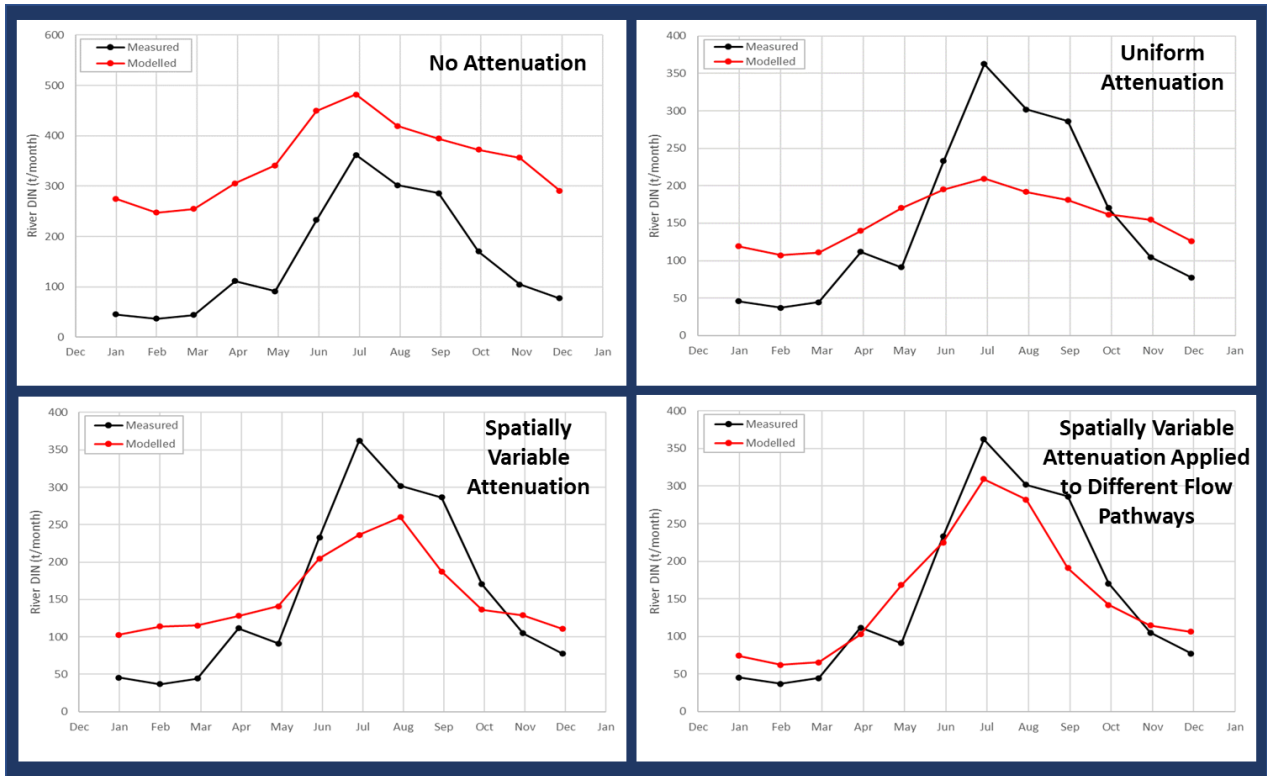 600
500
400
300
200
100
0
River DIN (t/month)
Measured
Modelled
No Attenuation
Dec Jan Feb Mar Apr May Jun Jul Aug Sep Oct Nov Dec Jan
400
350
300
250
200
150
100
50
0
River DIN (t/month)
Measured
Modelled
Uniform
Attenuation
Dec Jan Feb Mar Apr May Jun Jul Aug Sep Oct Nov Dec Jan
400
350
300
250
200
150
100
50
0
River DIN (t/month)
Measured
Modelled
Spatially
Variable
Attenuation
Dec Jan Feb Mar Apr May Jun Jul Aug Sep Oct Nov Dec Jan
400
350
300
250
200
150
100
50
0
River DIN (t/month)
Measured
Modelled
Spatially Variable
Attenuation Applied
to Different Flow
Pathways
Dec Jan Feb Mar Apr May Jun Jul Aug Sep Oct Nov Dec Jan